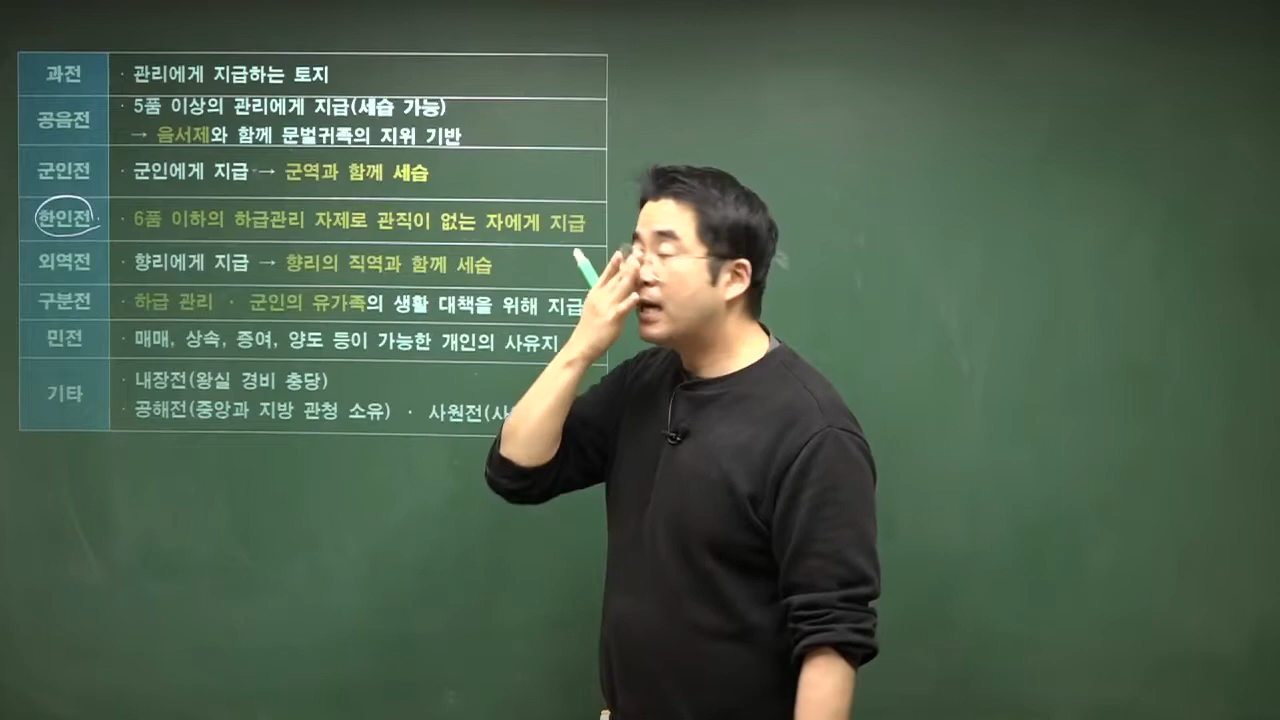 과전 · 관리에게 지급하는 토지
공음전 · 5품 이상의 관리에게 지급(세습 가능)
→ 음서제와 함께 문벌귀족의 지위 기반
군인전 · 군인에게 지급 → 군역과 함께 세습
한인전 · 6품 이하의 하급관리 자제로 관직이 없는 자에게 지급
외역전 · 향리에게 지급 → 향리의 직역과 함께 세습
구분전 · 하급 관리 · 군인의 유가족의 생활 대책을 위해 지급
민전 · 매매, 상속, 증여, 양도 등이 가능한 개인의 사유지
기타 · 내장전(왕실 경비 충당)
· 공해전(중앙과 지방 관청 소유) · 사원전(